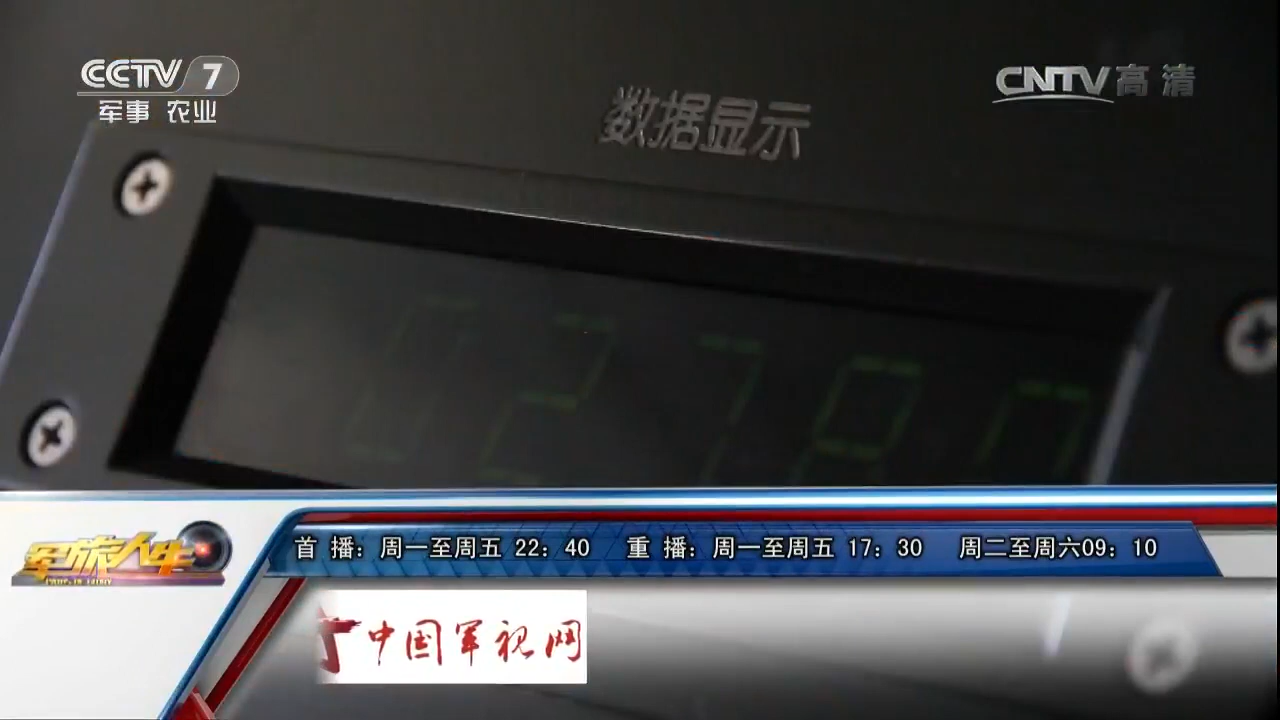 CCTV 7
军事 农业
CNTV高清
数据显示
军旅人生
首 播：周一至周五 22：40 重 播：周一至周五 17：30 周二至周六09：10
中国军视网